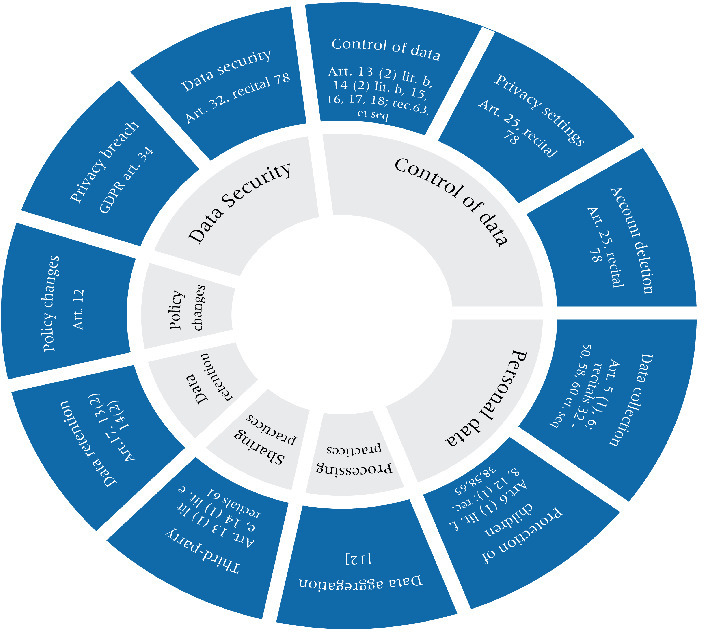 Control of data
Art. 13 (2) lit. b,
14 (2) lit. b, 15,
16, 17, 18; rec.63,
et seq
Privacy settings
Art. 25, recital
78
Account deletion
Art. 25, recital
78
Data collection
Art. 5 (1), 6;
recitals 32-
50, 58, 60 et seq
Protection of
children
Art.6 (1) lit. f,
8, 12 (1); rec.
38,58,65
Data aggregation
[12]
Third-party
Art. 13 (1) lit
e, 14 (1) lit. e
recitals 61
Data retention
Art.17, 13(2)
14(2)
Policy changes
Art. 12
Privacy breach
GDPR art. 34
Data security
Art. 32, recital 78
Control of data
Personal data
Processing
practices
Sharing
practices
Data
retention
Policy
changes
Data Security